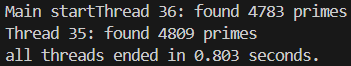 Main startThread 36: found 4783 primes
Thread 35: found 4809 primes
all threads ended in 0.803 seconds.